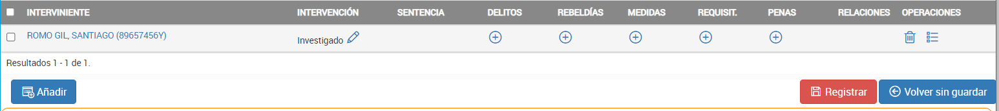 INTERVINIENTE INTERVENCIÓN SENTENCIA DELITOS REBELDÍAS MEDIDAS REQUISIT. PENAS RELACIONES OPERACIONES
ROMO GIL, SANTIAGO (89657456Y) Investigado
Resultados 1 - 1 de 1.
Añadir Registrar Volver sin guardar